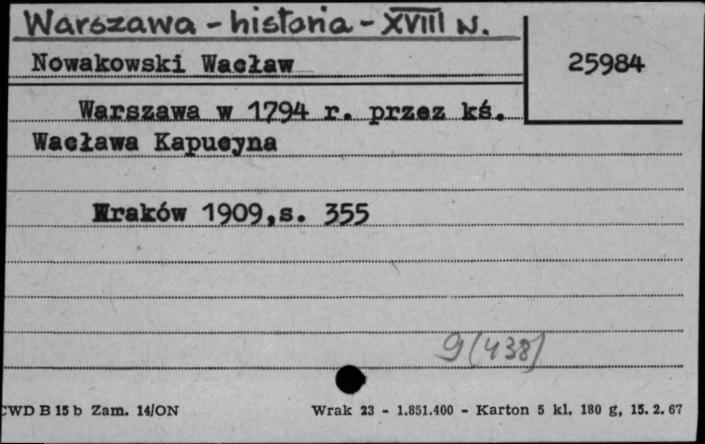 Warszawa - historia - XVIII w.
Nowakowski Wacław
25984
Warszawa w 1794 r. przez kś.
Wacława Kapucyna
Kraków 1909,s. 355
9(438)
CWD B 15 b Zam. 14/ON
Wrak 23 - 1.851.400 - Karton 5 kl. 180 g, 15. 2. 67